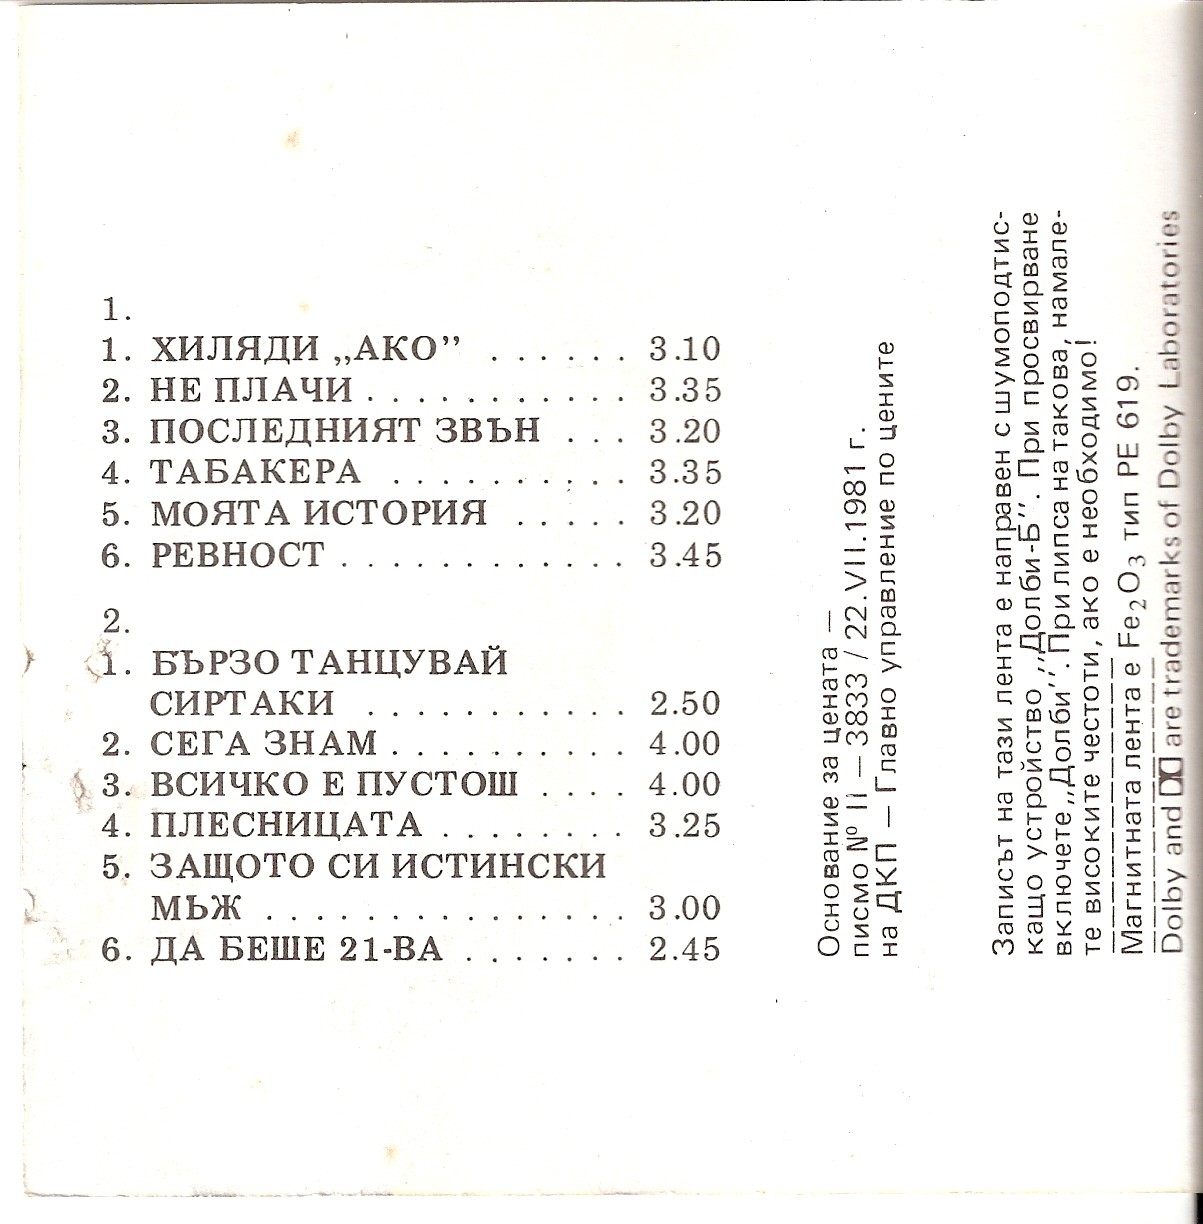 1.
1. ХИЛЯДИ „АКО” . . . . . . 3.10
2. НЕ ПЛАЧИ . . . . . . . . . . . 3.35
3. ПОСЛЕДНИЯТ ЗВЪН . . . 3.20
4. ТАБАКЕРА . . . . . . . . . . 3.35
5. МОЯТА ИСТОРИЯ . . . . . 3.20
6. РЕВНОСТ . . . . . . . . . . . . 3.45
2.
1. БЪРЗО ТАНЦУВАЙ
СИРТАКИ . . . . . . . . . . . 2.50
2. СЕГА ЗНАМ . . . . . . . . . . 4.00
3. ВСИЧКО Е ПУСТОШ . . . . 4.00
4. ПЛЕСНИЦАТА . . . . . . . . 3.25
5. ЗАЩОТО СИ ИСТИНСКИ
МЪЖ . . . . . . . . . . . . . . . 3.00
6. ДА БЕШЕ 21-ВА . . . . . . . 2.45
Основание за цената —
писмо № II — 3833 / 22.VII.1981 г.
на ДКП — Главно управление по цените
Записът на тази лента е направен с шумоподтис-
кащо устройство „Долби-Б”. При просвирване
включете „Долби”. При липса на такова, намале-
те високите честоти, ако е необходимо!
Магнитната лента е Fe₂O₃ тип PE 619.
Dolby and are trademarks of Dolby Laboratories